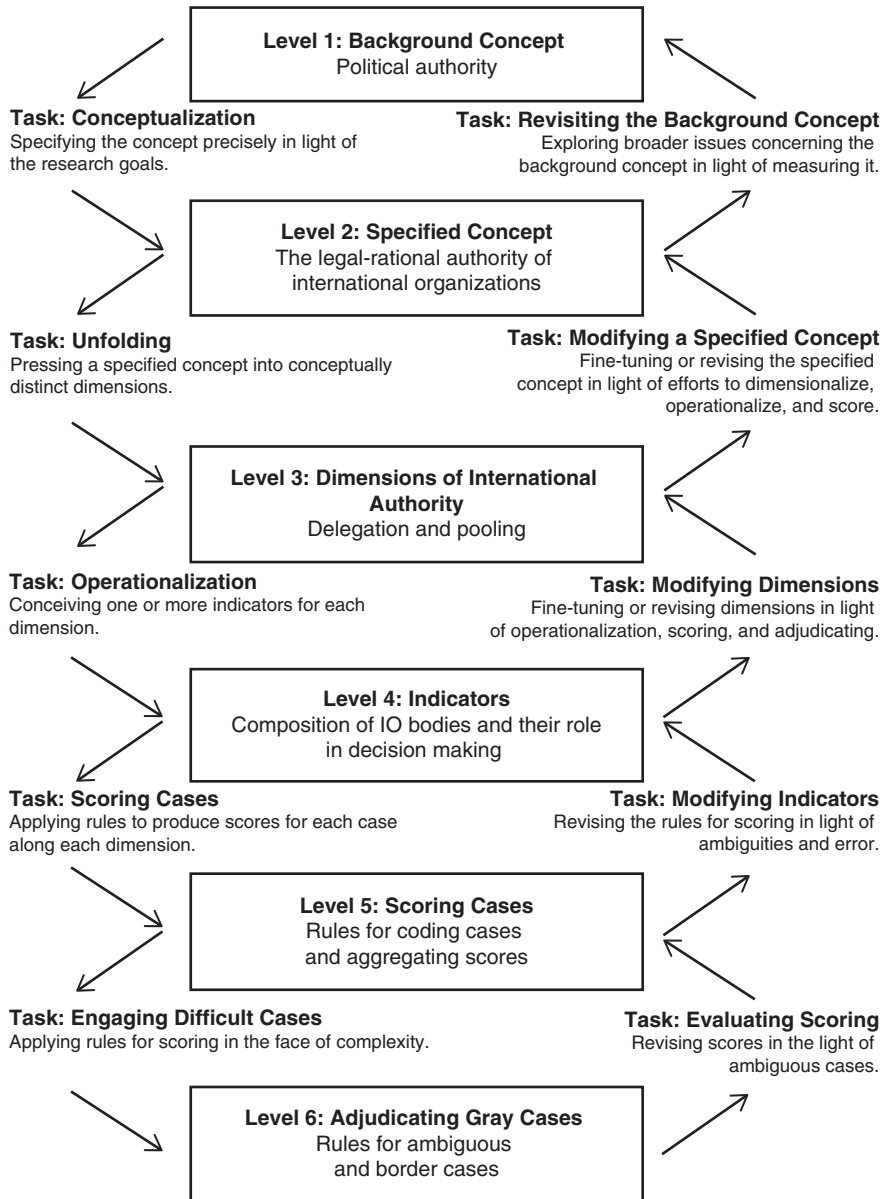 Level 1: Background Concept
Political authority
Task: Conceptualization
Specifying the concept precisely in light of
the research goals.
Task: Revisiting the Background Concept
Exploring broader issues concerning the
background concept in light of measuring it.
Level 2: Specified Concept
The legal-rational authority of
international organizations
Task: Unfolding
Pressing a specified concept into conceptually
distinct dimensions.
Task: Modifying a Specified Concept
Fine-tuning or revising the specified
concept in light of efforts to dimensionalize,
operationalize, and score.
Level 3: Dimensions of International
Authority
Delegation and pooling
Task: Operationalization
Conceiving one or more indicators for each
dimension.
Task: Modifying Dimensions
Fine-tuning or revising dimensions in light
of operationalization, scoring, and adjudicating.
Level 4: Indicators
Composition of IO bodies and their role
in decision making
Task: Scoring Cases
Applying rules to produce scores for each case
along each dimension.
Task: Modifying Indicators
Revising the rules for scoring in light of
ambiguities and error.
Level 5: Scoring Cases
Rules for coding cases
and aggregating scores
Task: Engaging Difficult Cases
Applying rules for scoring in the face of complexity.
Task: Evaluating Scoring
Revising scores in the light of
ambiguous cases.
Level 6: Adjudicating Gray Cases
Rules for ambiguous
and border cases